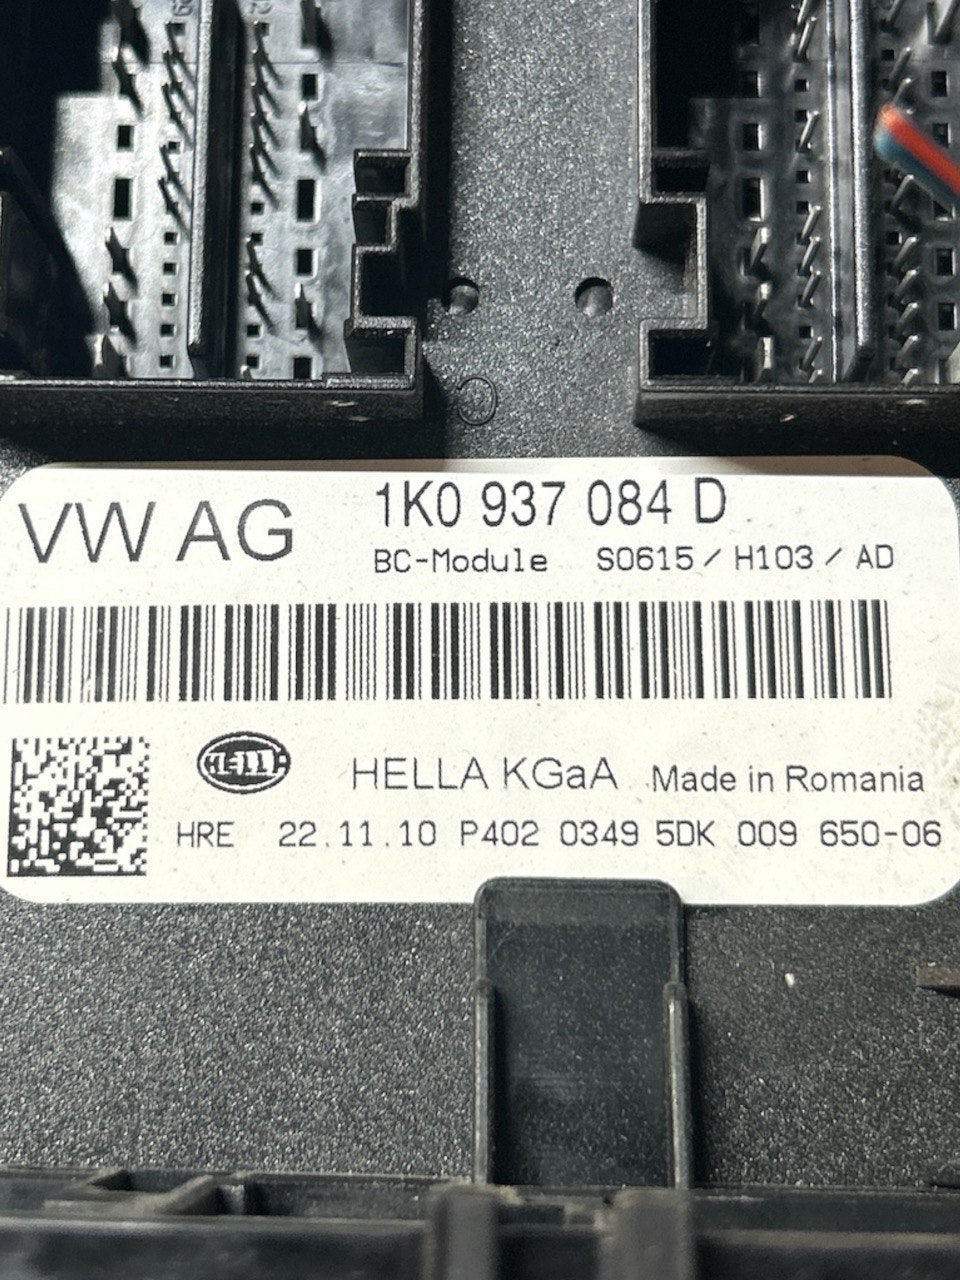 VW AG
1K0 937 084 D
BC-Module S0615 / H103 / AD
HELLA
HELLA KGaA Made in Romania
HRE 22.11.10 P402 0349 5DK 009 650-06